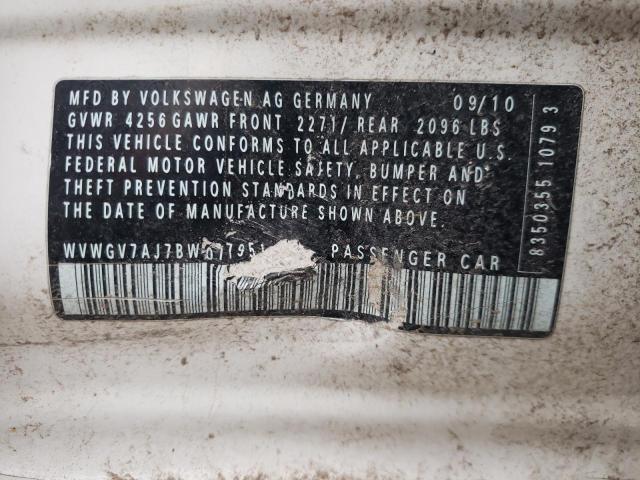 MFD BY VOLKSWAGEN AG GERMANY 09/10
GVWR 4256 GAWR FRONT 2271/ REAR 2096 LBS
THIS VEHICLE CONFORMS TO ALL APPLICABLE U.S.
FEDERAL MOTOR VEHICLE SAFETY, BUMPER AND
THEFT PREVENTION STANDARDS IN EFFECT ON
THE DATE OF MANUFACTURE SHOWN ABOVE.
PASSENGER CAR
8350355 1079 3